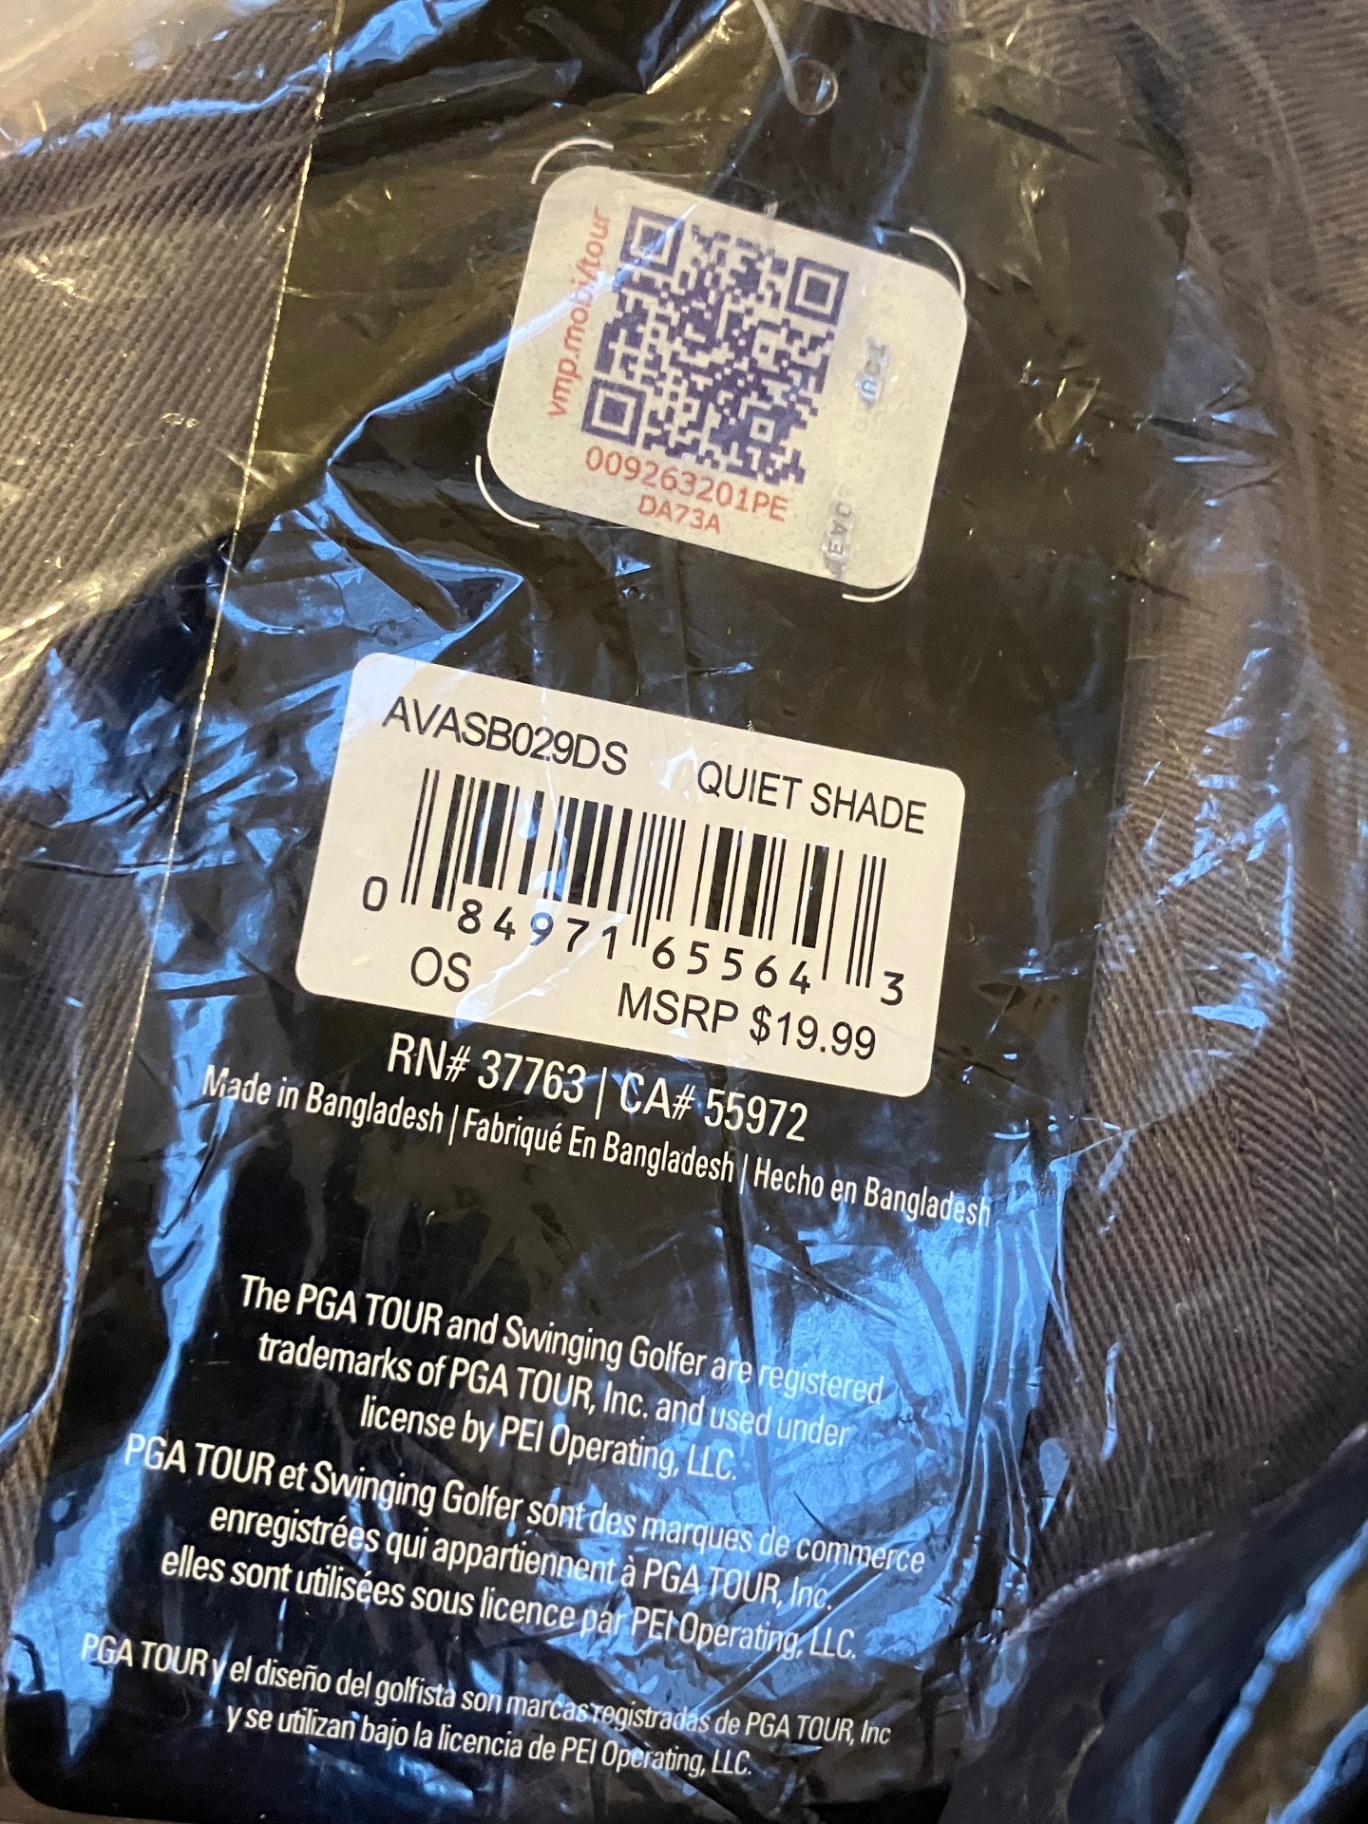 vmp.mobi/tour
009263201PE
DA73A
AVASB029DS QUIET SHADE
0 84971 65564 3
OS MSRP $19.99
RN# 37763 | CA# 55972
Made in Bangladesh | Fabriqué En Bangladesh | Hecho en Bangladesh
The PGA TOUR and Swinging Golfer are registered
trademarks of PGA TOUR, Inc. and used under
license by PEI Operating, LLC.
PGA TOUR et Swinging Golfer sont des marques de commerce
enregistrées qui appartiennent à PGA TOUR, Inc.
elles sont utilisées sous licence par PEI Operating, LLC.
PGA TOUR y el diseño del golfista son marcas registradas de PGA TOUR, Inc
y se utilizan bajo la licencia de PEI Operating, LLC.